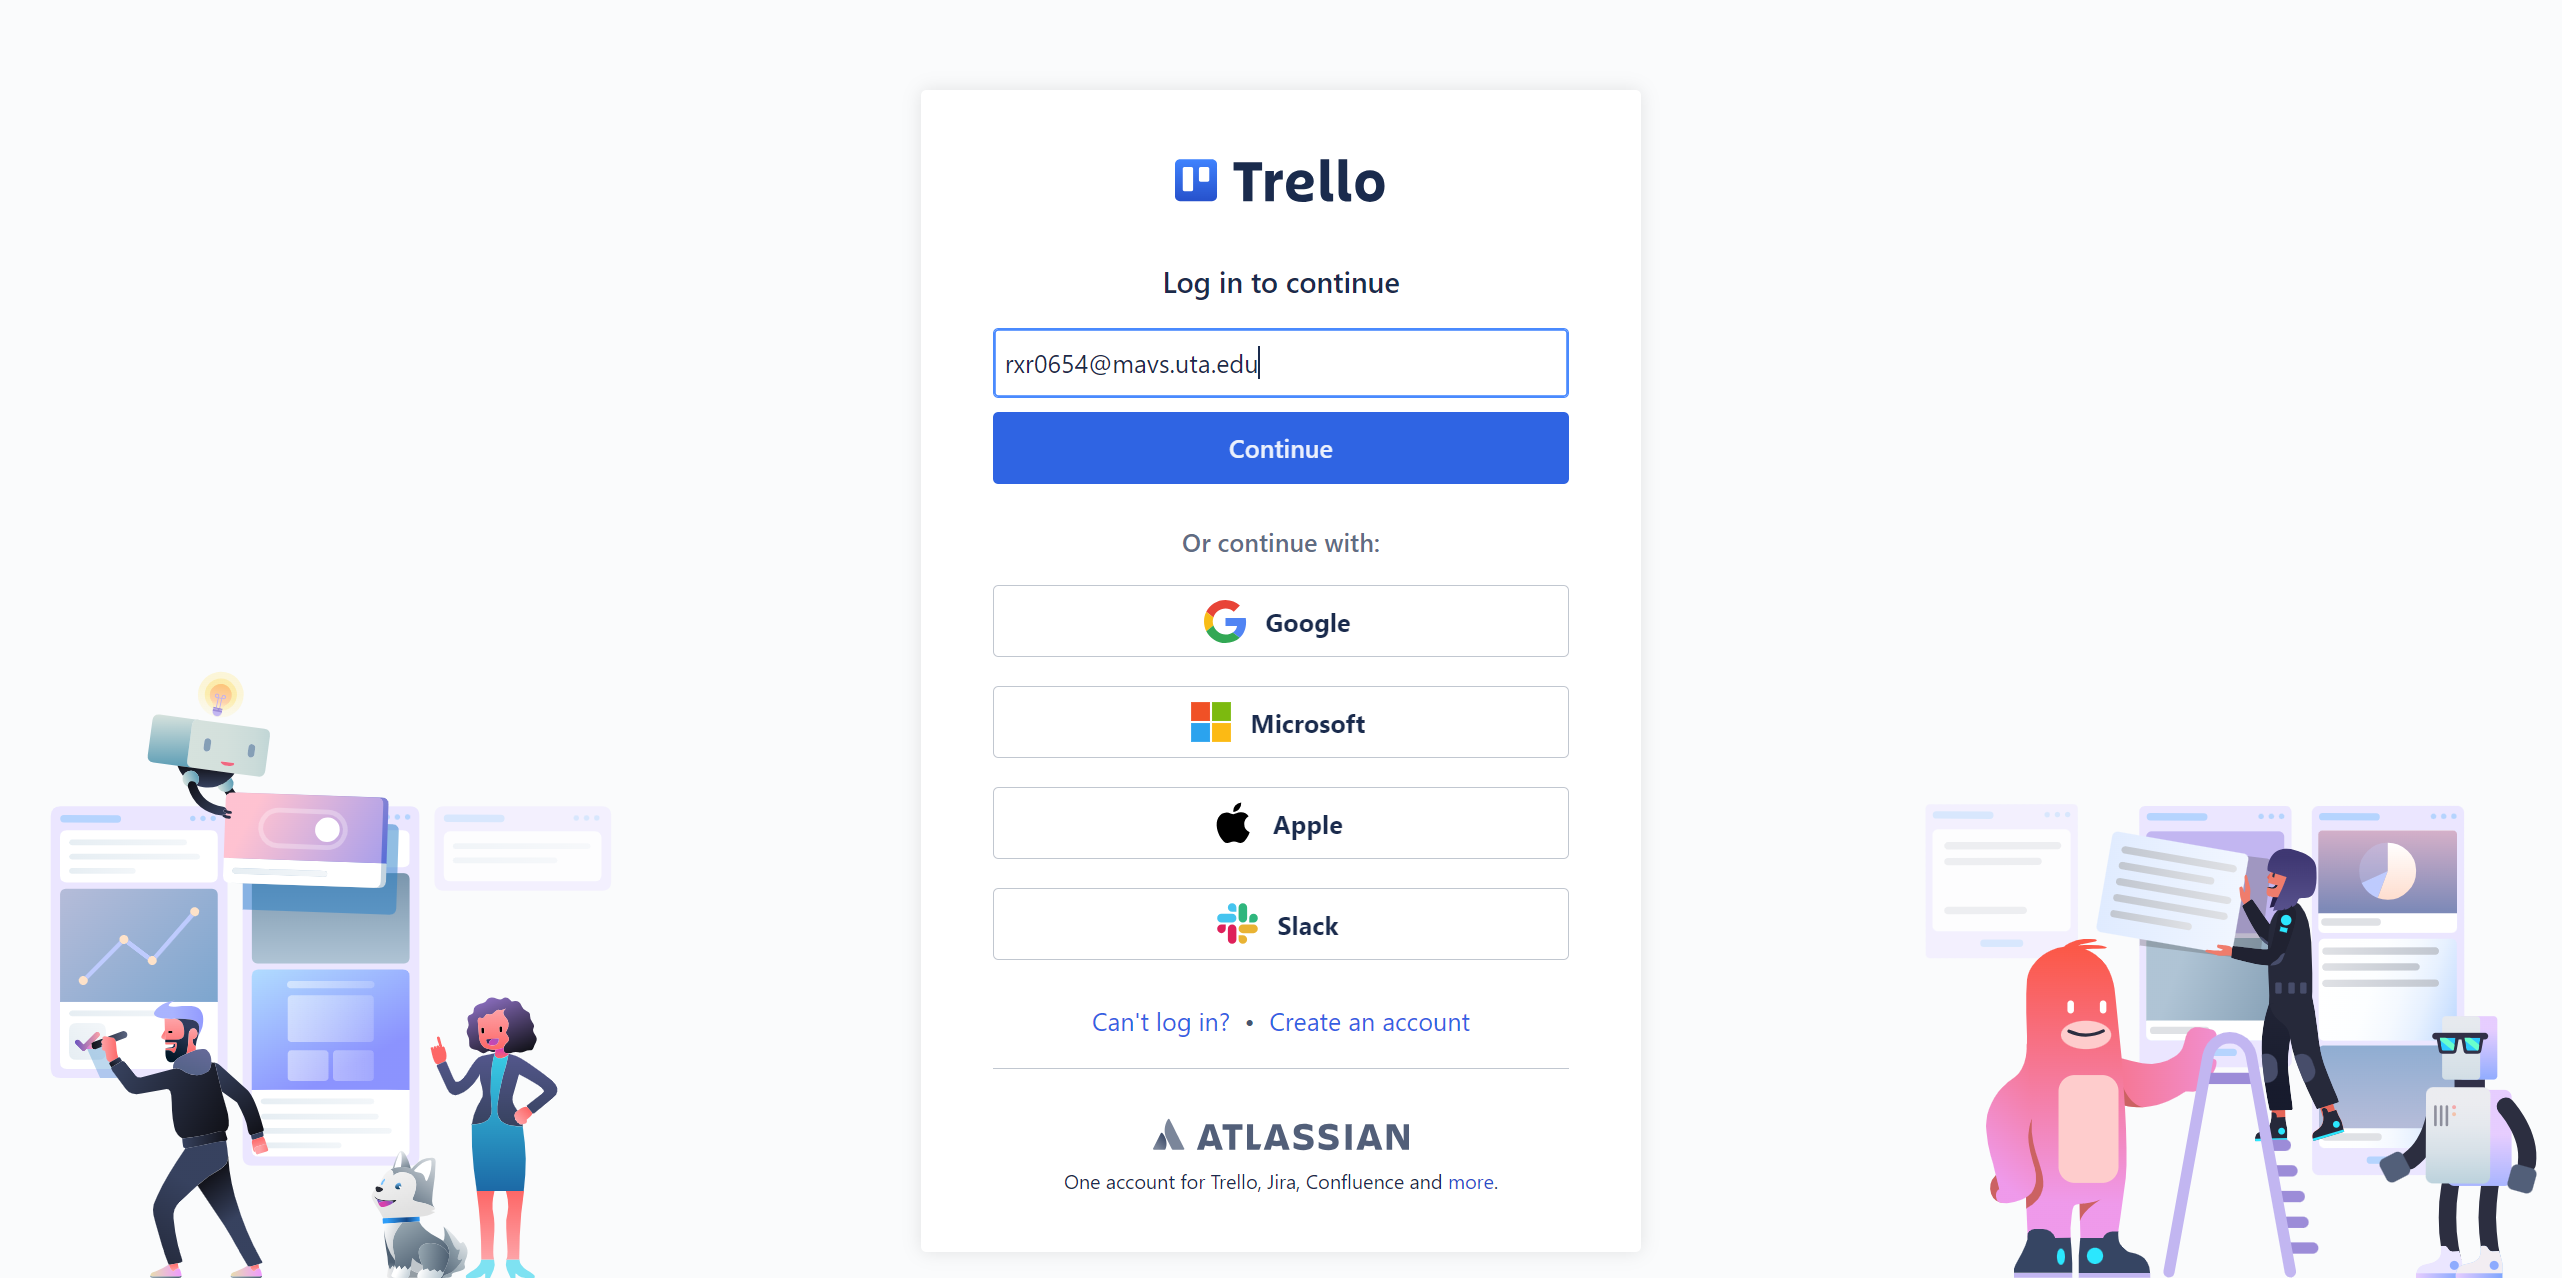 Trello
Log in to continue
rxr0654@mavs.uta.edu
Continue
Or continue with:
Google
Microsoft
Apple
Slack
Can't log in? • Create an account
ATLASSIAN
One account for Trello, Jira, Confluence and more.